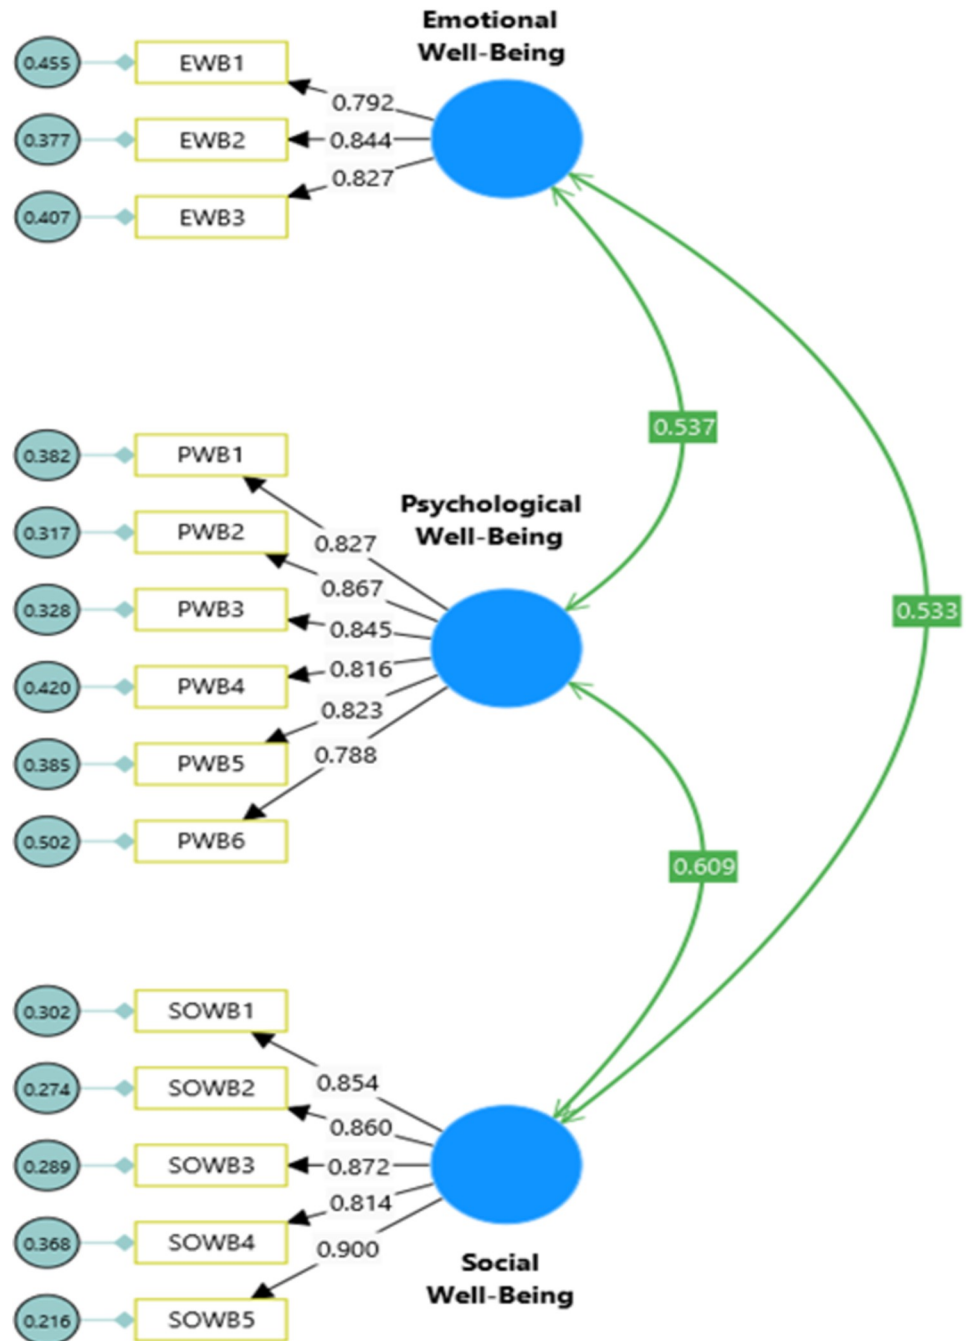 Emotional
Well-Being
0.455
EWB1
0.792
0.377
EWB2
0.844
0.827
0.407
EWB3
0.537
0.382
PWB1
Psychological
Well-Being
0.317
PWB2
0.827
0.867
0.328
PWB3
0.845
0.533
0.420
PWB4
0.816
0.823
0.385
PWB5
0.788
0.502
PWB6
0.609
0.302
SOWB1
0.854
0.274
SOWB2
0.860
0.289
SOWB3
0.872
0.814
0.368
SOWB4
0.900
Social
Well-Being
0.216
SOWB5